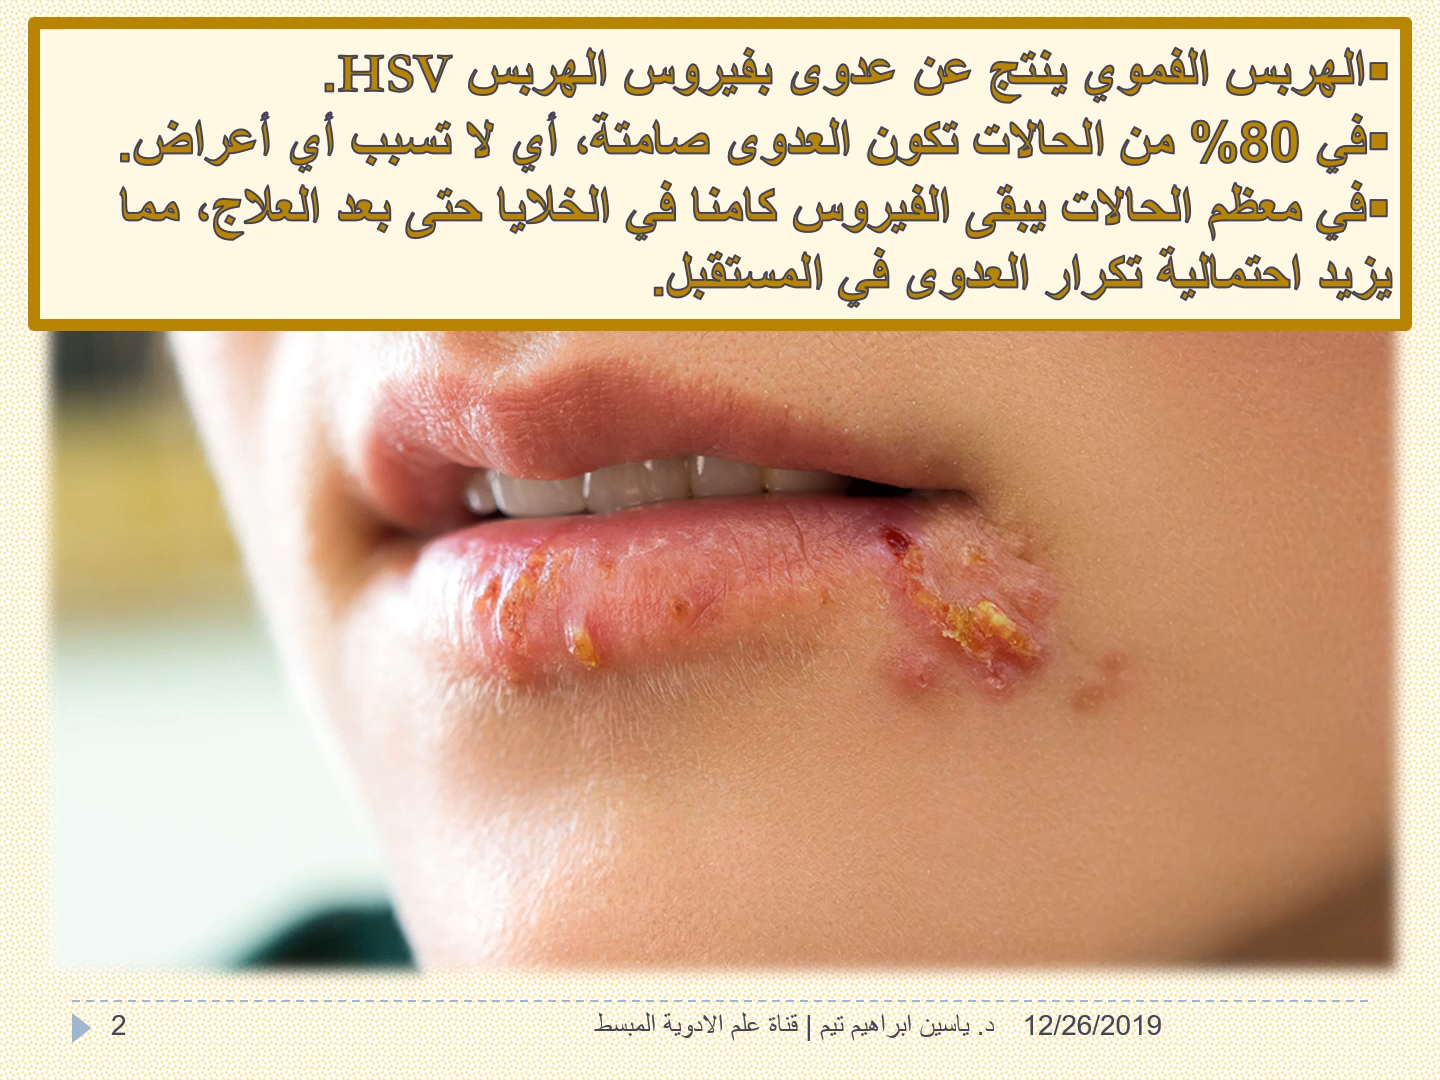 ▪الهربس الفموي ينتج عن عدوى بفيروس الهربس HSV.
▪في 80% من الحالات تكون العدوى صامتة، أي لا تسبب أي أعراض.
▪في معظم الحالات يبقى الفيروس كامنا في الخلايا حتى بعد العلاج، مما
يزيد احتمالية تكرار العدوى في المستقبل.
2
د. ياسين ابراهيم تيم | قناة علم الادوية المبسط
12/26/2019